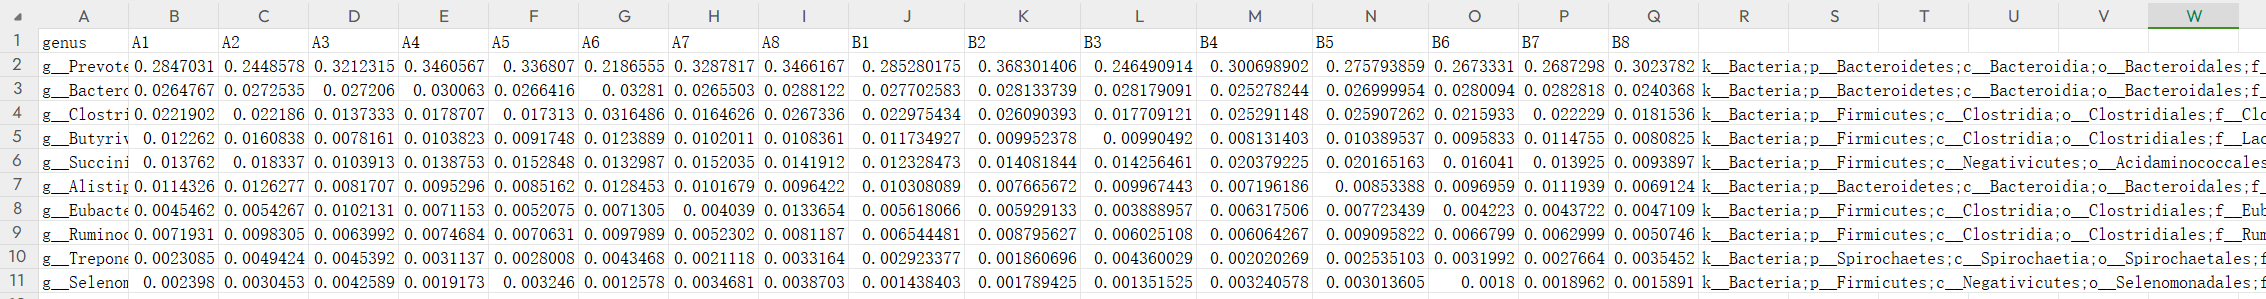 A B C D E F G H I J K L M N O P Q R S T U V W
1 genus A1 A2 A3 A4 A5 A6 A7 A8 B1 B2 B3 B4 B5 B6 B7 B8
2 g__Prevote 0.2847031 0.2448578 0.3212315 0.3460567 0.336807 0.2186555 0.3287817 0.3466167 0.285280175 0.368301406 0.246490914 0.300698902 0.275793859 0.2673331 0.2687298 0.3023782 k__Bacteria;p__Bacteroidetes;c__Bacteroidia;o__Bacteroidales;f_
3 g__Bactero 0.0264767 0.0272535 0.027206 0.030063 0.0266416 0.03281 0.0265503 0.0288122 0.027702583 0.028133739 0.028179091 0.025278244 0.026999954 0.0280094 0.0282818 0.0240368 k__Bacteria;p__Bacteroidetes;c__Bacteroidia;o__Bacteroidales;f_
4 g__Clostri 0.0221902 0.022186 0.0137333 0.0178707 0.017313 0.0316486 0.0164626 0.0267336 0.022975434 0.026090393 0.017709121 0.025291148 0.025907262 0.0215933 0.022229 0.0181536 k__Bacteria;p__Firmicutes;c__Clostridia;o__Clostridiales;f__Clo
5 g__Butyriv 0.012262 0.0160838 0.0078161 0.0103823 0.0091748 0.0123889 0.0102011 0.0108361 0.011734927 0.009952378 0.00990492 0.008131403 0.010389537 0.0095833 0.0114755 0.0080825 k__Bacteria;p__Firmicutes;c__Clostridia;o__Clostridiales;f__Lac
6 g__Succini 0.013762 0.018337 0.0103913 0.0138753 0.0152848 0.0132987 0.0152035 0.0141912 0.012328473 0.014081844 0.014256461 0.020379225 0.020165163 0.016041 0.013925 0.0093897 k__Bacteria;p__Firmicutes;c__Negativicutes;o__Acidaminococcales
7 g__Alistip 0.0114326 0.0126277 0.0081707 0.0095296 0.0085162 0.0128453 0.0101679 0.0096422 0.010308089 0.007665672 0.009967443 0.007196186 0.00853388 0.0096959 0.0111939 0.0069124 k__Bacteria;p__Bacteroidetes;c__Bacteroidia;o__Bacteroidales;f_
8 g__Eubacte 0.0045462 0.0054267 0.0102131 0.0071153 0.0052075 0.0071305 0.004039 0.0133654 0.005618066 0.005929133 0.003888957 0.006317506 0.007723439 0.004223 0.0043722 0.0047109 k__Bacteria;p__Firmicutes;c__Clostridia;o__Clostridiales;f__Eub
9 g__Ruminoc 0.0071931 0.0098305 0.0063992 0.0074684 0.0070631 0.0097989 0.0052302 0.0081187 0.006544481 0.008795627 0.006025108 0.006064267 0.009095822 0.0066799 0.0062999 0.0050746 k__Bacteria;p__Firmicutes;c__Clostridia;o__Clostridiales;f__Rum
10 g__Trepone 0.0023085 0.0049424 0.0045392 0.0031137 0.0028008 0.0043468 0.0021118 0.0033164 0.002923377 0.001860696 0.004360029 0.002020269 0.002535103 0.0031992 0.0027664 0.0035452 k__Bacteria;p__Spirochaetes;c__Spirochaetia;o__Spirochaetales;f
11 g__Selenom 0.002398 0.0030453 0.0042589 0.0019173 0.003246 0.0012578 0.0034681 0.0038703 0.001438403 0.001789425 0.001351525 0.003240578 0.003013605 0.0018 0.0018962 0.0015891 k__Bacteria;p__Firmicutes;c__Negativicutes;o__Selenomonadales;f